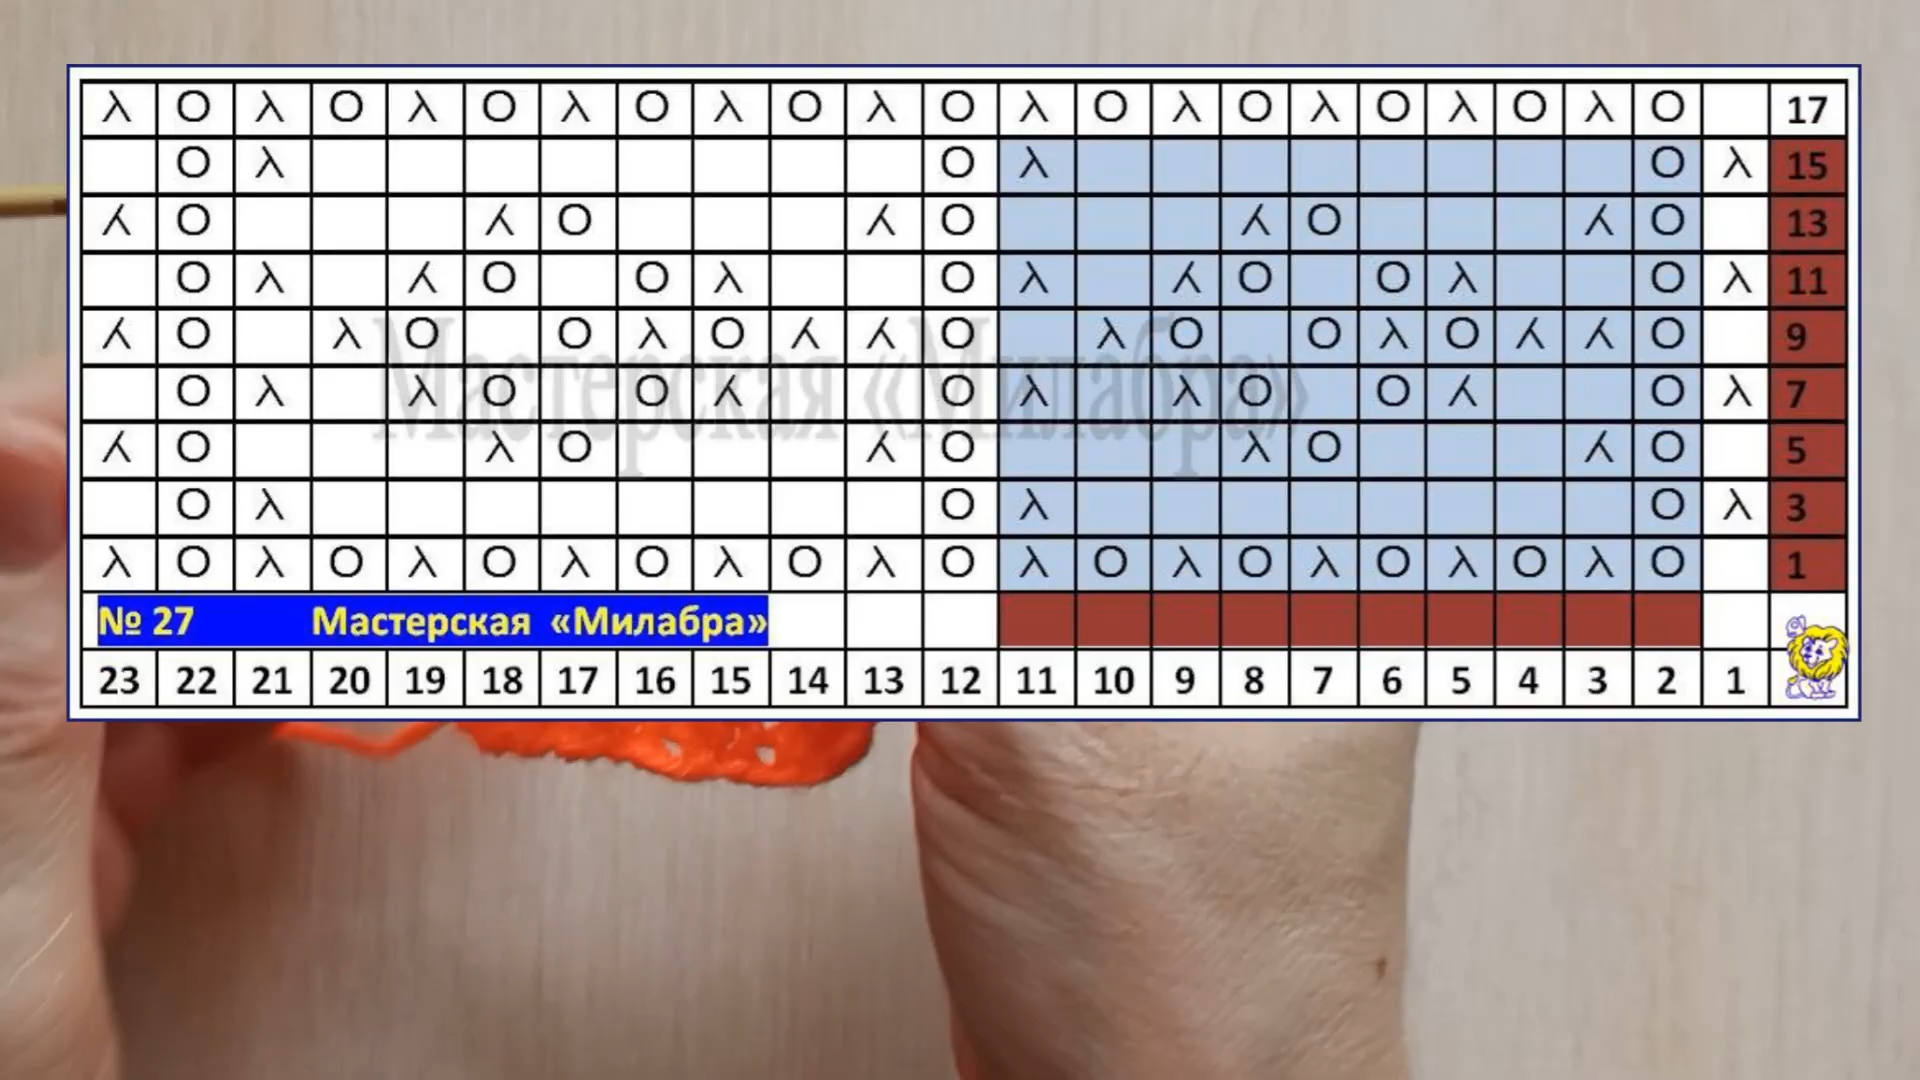 λ O λ O λ O λ O λ O λ O λ O λ O λ O λ O λ O 17
O λ O λ O λ 15
⅄ O ⅄ O ⅄ O ⅄ O ⅄ O 13
O λ ⅄ O O λ O λ ⅄ O O λ O λ 11
⅄ O λ O O λ O ⅄ ⅄ O λ O O λ O ⅄ ⅄ O 9
O λ λ O O ⅄ O λ λ O O ⅄ O λ 7
⅄ O λ O ⅄ O λ O ⅄ O 5
O λ O λ O λ 3
λ O λ O λ O λ O λ O λ O λ O λ O λ O λ O λ O 1
Мастерская «Милабра»
№ 27 Мастерская «Милабра»
23 22 21 20 19 18 17 16 15 14 13 12 11 10 9 8 7 6 5 4 3 2 1